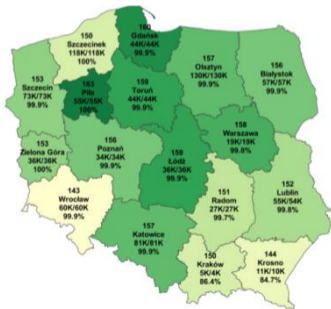 160
Gdańsk
44K/44K
99.9%
150
Szczecinek
118K/118K
100%
157
Olsztyn
130K/130K
99.9%
156
Białystok
57K/57K
99.9%
153
Szczecin
73K/73K
99.9%
163
Piła
55K/55K
100%
159
Toruń
44K/44K
99.9%
158
Warszawa
19K/19K
99.8%
153
Zielona Góra
36K/36K
100%
156
Poznań
34K/34K
99.9%
159
Łódź
36K/36K
99.9%
143
Wrocław
60K/60K
99.9%
151
Radom
27K/27K
99.7%
152
Lublin
55K/54K
99.8%
157
Katowice
81K/81K
99.9%
150
Kraków
5K/4K
86.4%
144
Krosno
11K/10K
84.7%